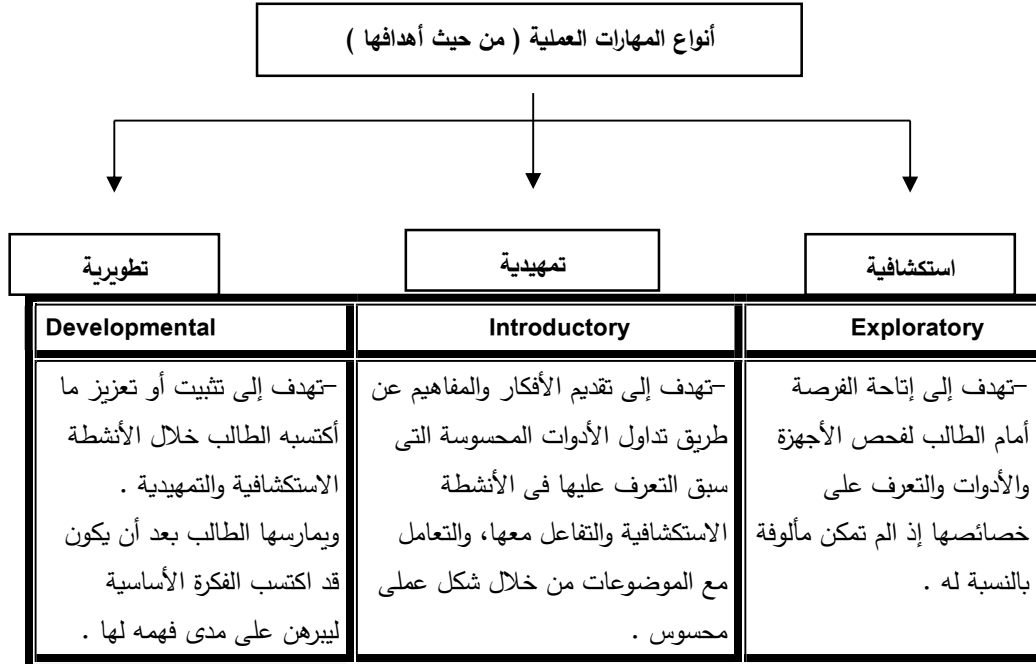 أنواع المهارات العملية ( من حيث أهدافها )
استكشافية
تمهيدية
تطويرية
Exploratory
Introductory
Developmental
–تهدف إلى إتاحة الفرصة
أمام الطالب لفحص الأجهزة
والأدوات والتعرف على
خصائصها إذ الم تمكن مألوفة
بالنسبة له .
–تهدف إلى تقديم الأفكار والمفاهيم عن
طريق تداول الأدوات المحسوسة التى
سبق التعرف عليها فى الأنشطة
الاستكشافية والتفاعل معها، والتعامل
مع الموضوعات من خلال شكل عملى
محسوس .
–تهدف إلى تثبيت أو تعزيز ما
أكتسبه الطالب خلال الأنشطة
الاستكشافية والتمهيدية .
ويمارسها الطالب بعد أن يكون
قد اكتسب الفكرة الأساسية
ليبرهن على مدى فهمه لها .